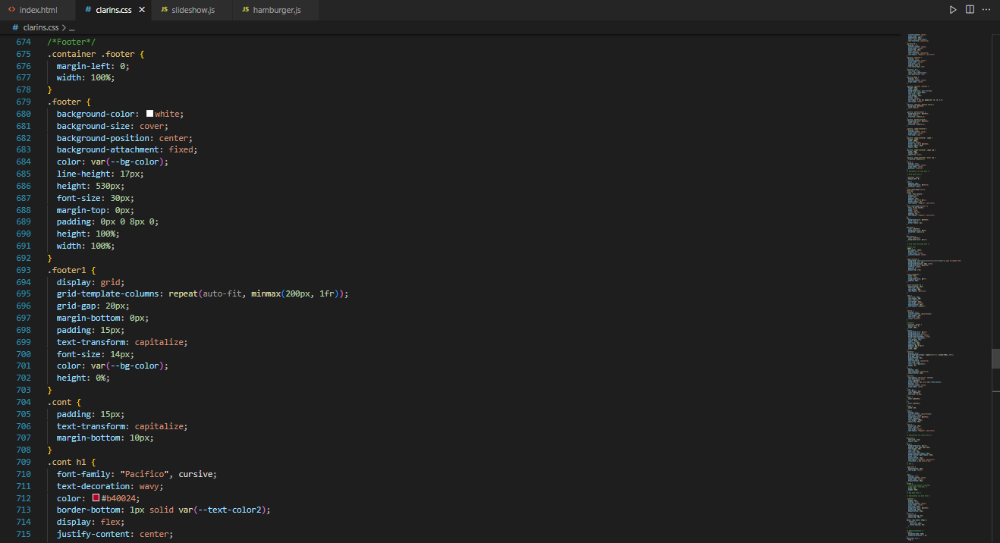 <> index.html # clarins.css × JS slideshow.js JS hamburger.js
# clarins.css > ...
674 /*Footer*/
675 .container .footer {
676 margin-left: 0;
677 width: 100%;
678 }
679 .footer {
680 background-color: white;
681 background-size: cover;
682 background-position: center;
683 background-attachment: fixed;
684 color: var(--bg-color);
685 line-height: 17px;
686 height: 530px;
687 font-size: 30px;
688 margin-top: 0px;
689 padding: 0px 0 8px 0;
690 height: 100%;
691 width: 100%;
692 }
693 .footer1 {
694 display: grid;
695 grid-template-columns: repeat(auto-fit, minmax(200px, 1fr));
696 grid-gap: 20px;
697 margin-bottom: 0px;
698 padding: 15px;
699 text-transform: capitalize;
700 font-size: 14px;
701 color: var(--bg-color);
702 height: 0%;
703 }
704 .cont {
705 padding: 15px;
706 text-transform: capitalize;
707 margin-bottom: 10px;
708 }
709 .cont h1 {
710 font-family: "Pacifico", cursive;
711 text-decoration: wavy;
712 color: #b40024;
713 border-bottom: 1px solid var(--text-color2);
714 display: flex;
715 justify-content: center;